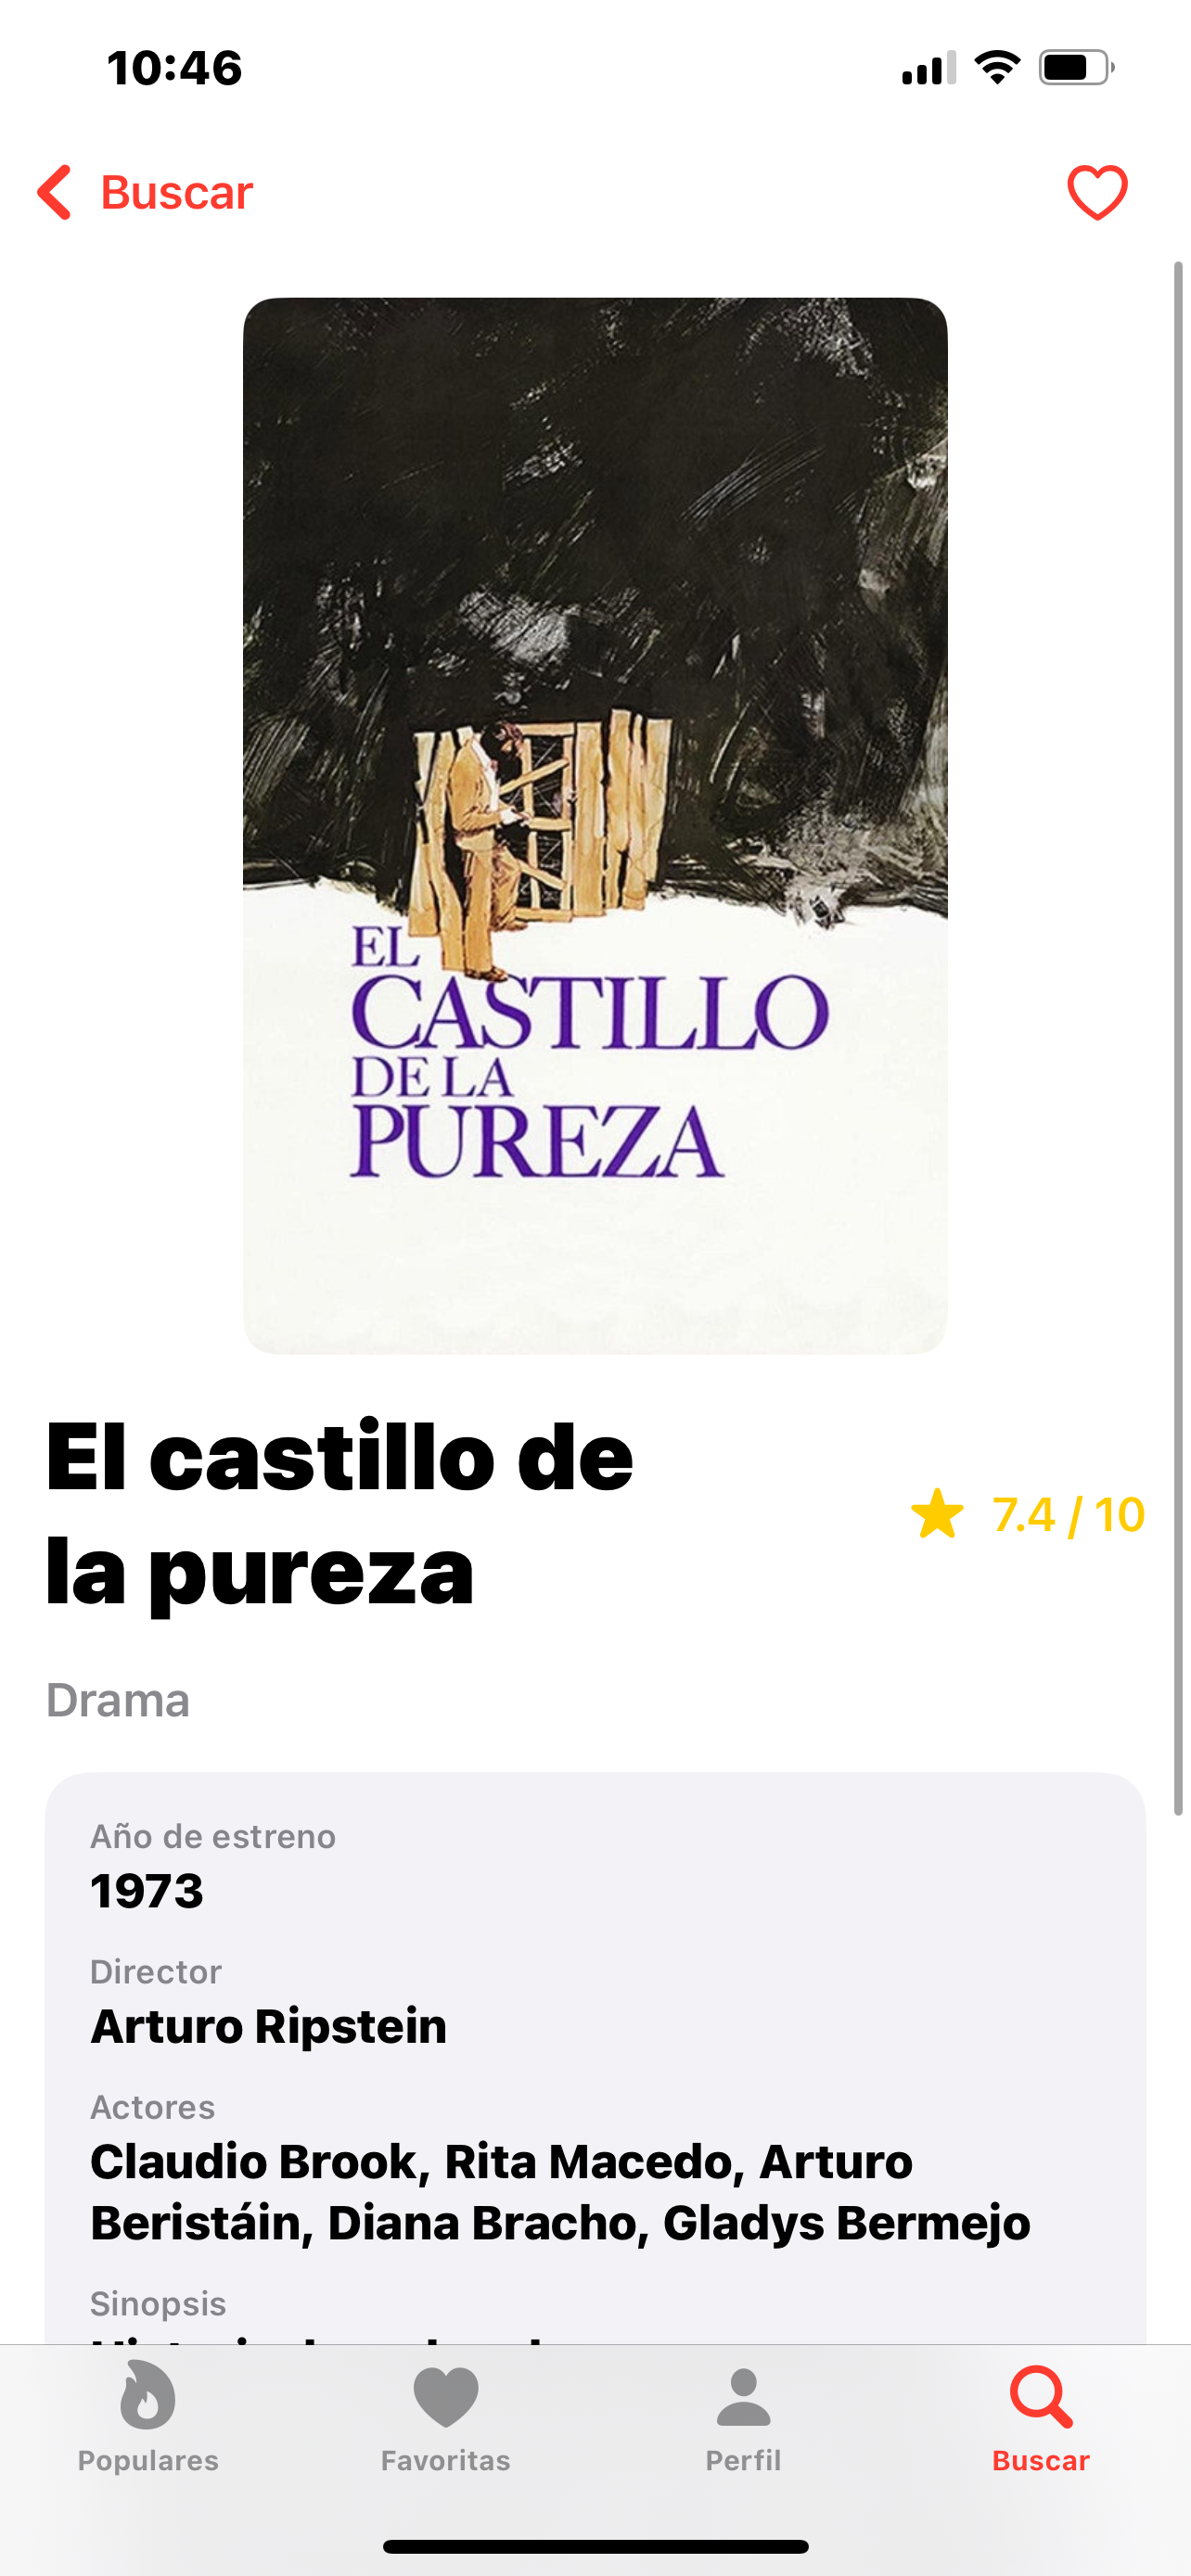 10:46
Buscar
EL
CASTILLO
DE LA
PUREZA
El castillo de
la pureza
7.4 / 10
Drama
Año de estreno
1973
Director
Arturo Ripstein
Actores
Claudio Brook, Rita Macedo, Arturo
Beristáin, Diana Bracho, Gladys Bermejo
Sinopsis
Populares
Favoritas
Perfil
Buscar